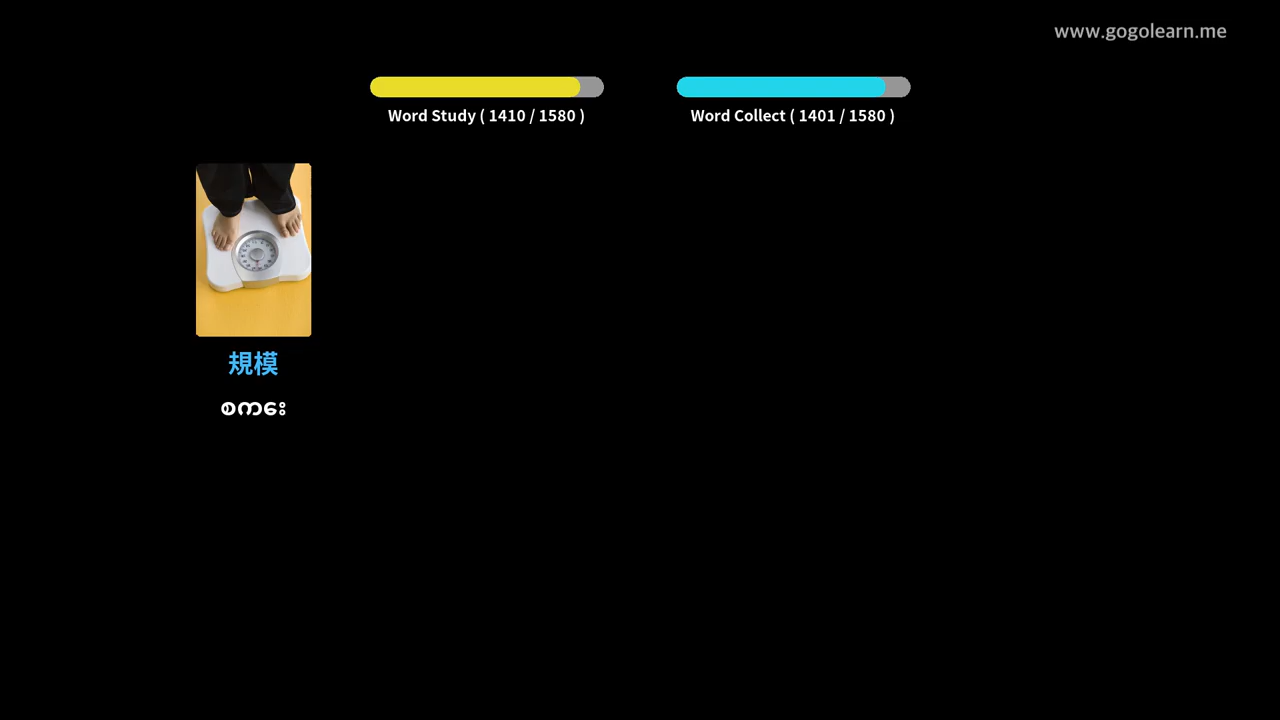 www.gogolearn.me
Word Study ( 1410 / 1580 )
Word Collect ( 1401 / 1580 )
規模
စကေး